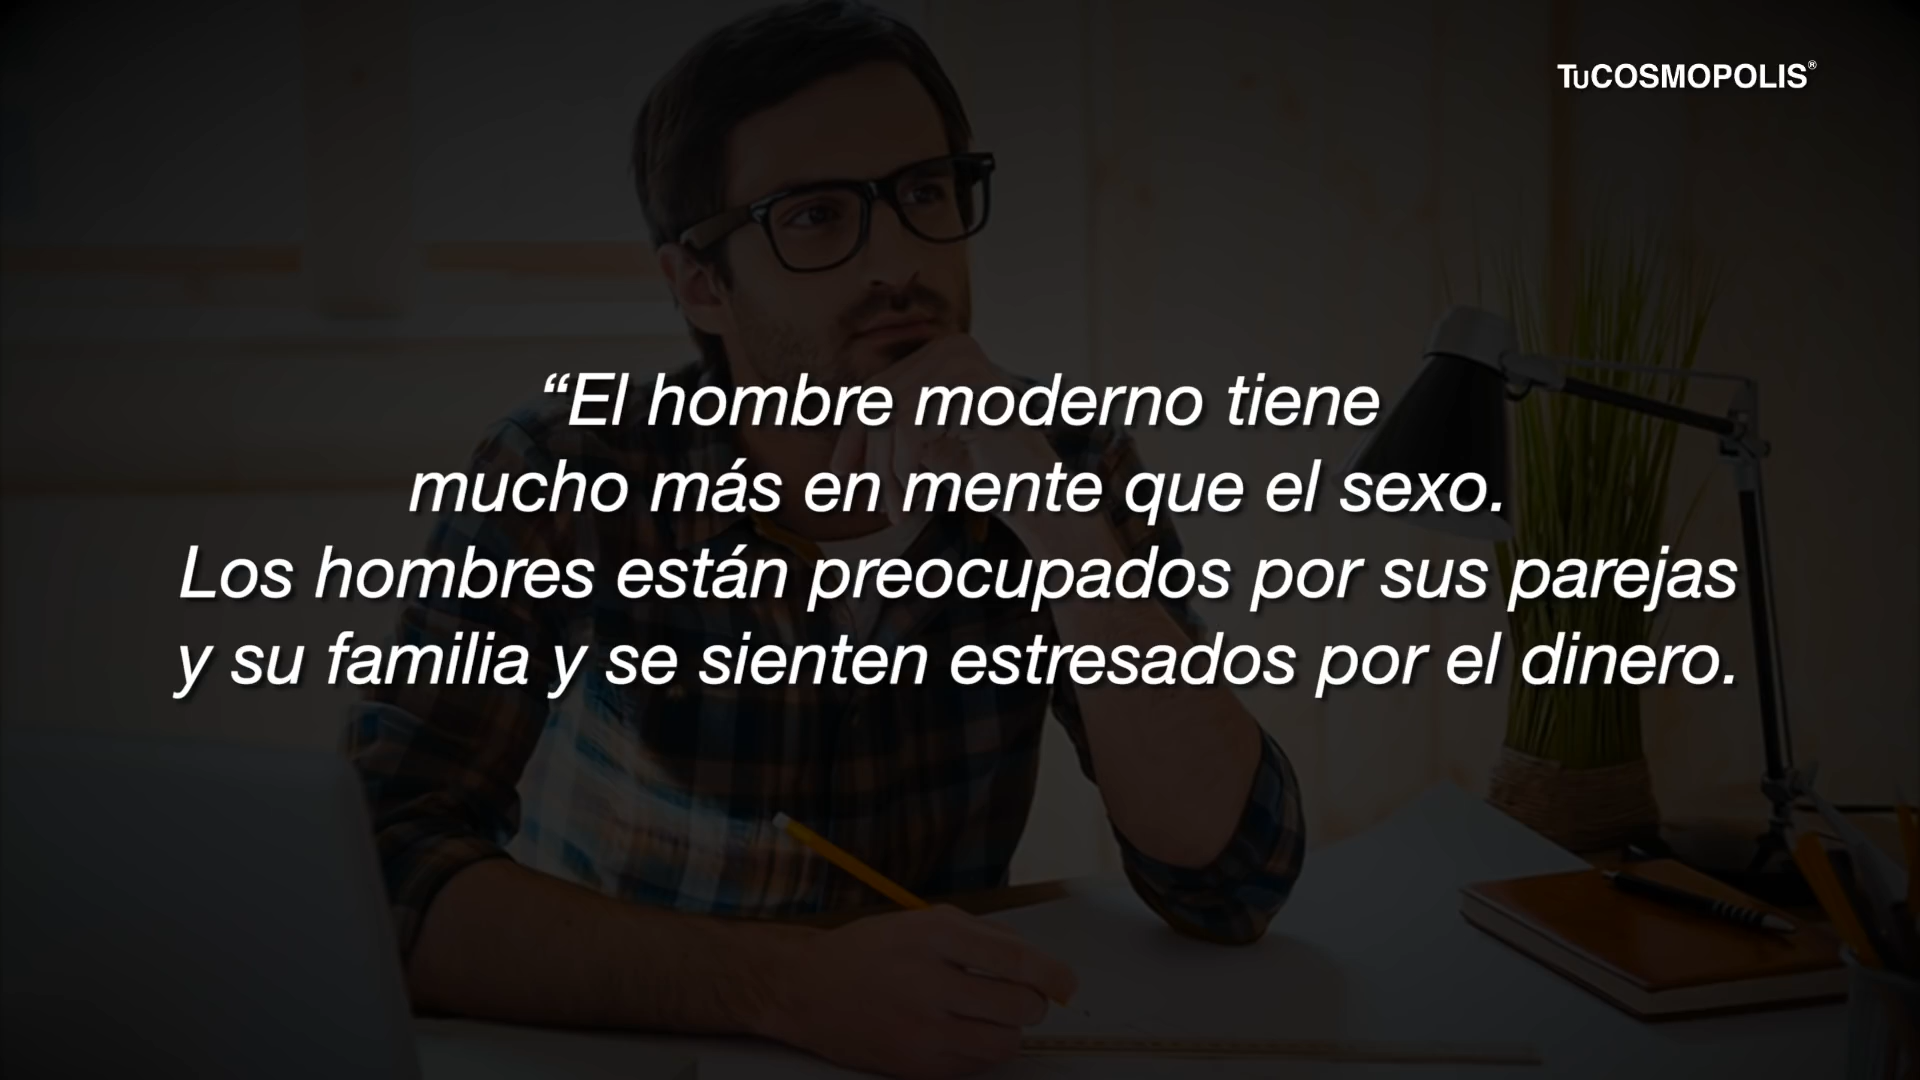 TuCOSMOPOLIS®
“El hombre moderno tiene
mucho más en mente que el sexo.
Los hombres están preocupados por sus parejas
y su familia y se sienten estresados por el dinero.